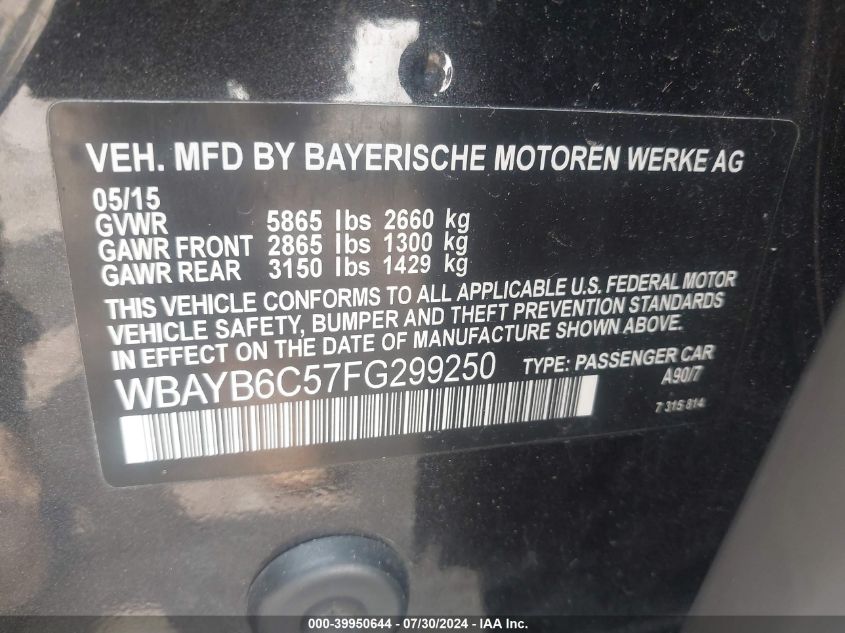 VEH. MFD BY BAYERISCHE MOTOREN WERKE AG
05/15
GVWR 5865 lbs 2660 kg
GAWR FRONT 2865 lbs 1300 kg
GAWR REAR 3150 lbs 1429 kg
THIS VEHICLE CONFORMS TO ALL APPLICABLE U.S. FEDERAL MOTOR
VEHICLE SAFETY, BUMPER AND THEFT PREVENTION STANDARDS
IN EFFECT ON THE DATE OF MANUFACTURE SHOWN ABOVE.
WBAYB6C57FG299250 TYPE: PASSENGER CAR
A90/7
7 315 814
108 - 39950644 - 07/30/2024 - IAA Inc.